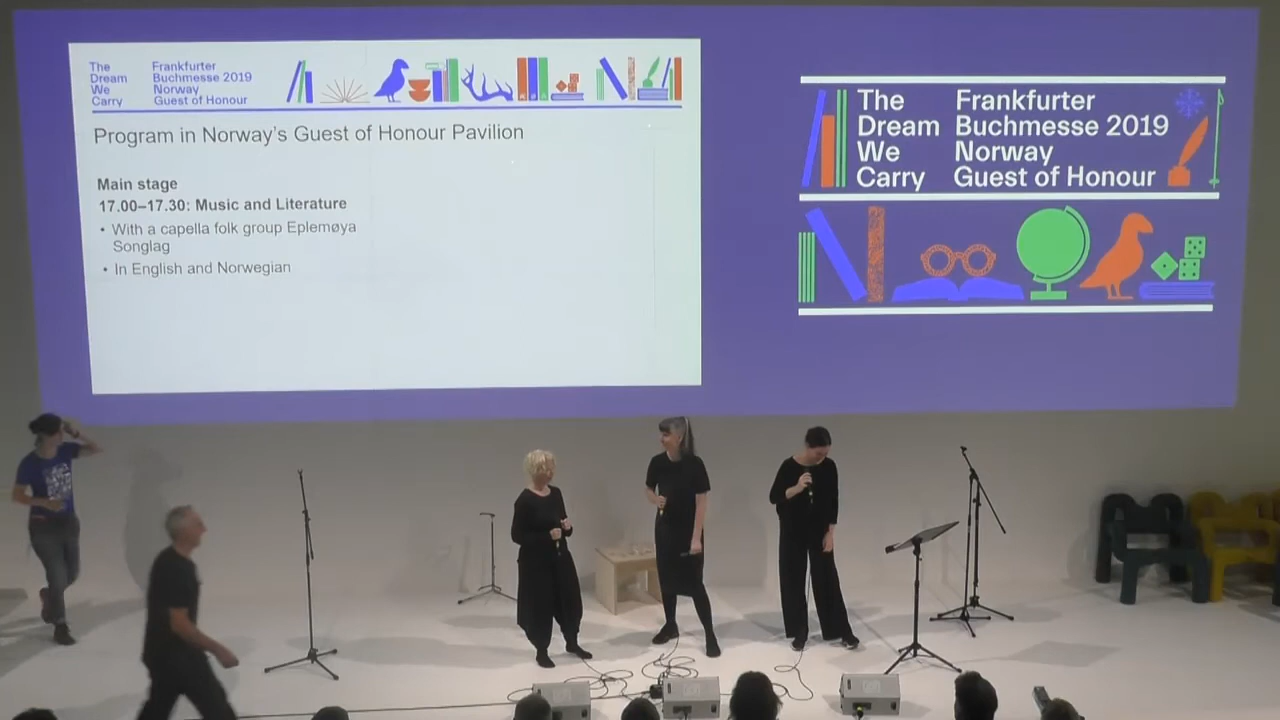 The Dream We Carry
Frankfurter Buchmesse 2019 Norway Guest of Honour
Program in Norway's Guest of Honour Pavilion
Main stage
17.00–17.30: Music and Literature
• With a capella folk group Eplemøya
Songlag
• In English and Norwegian
The Frankfurter
Dream Buchmesse 2019
We Norway
Carry Guest of Honour